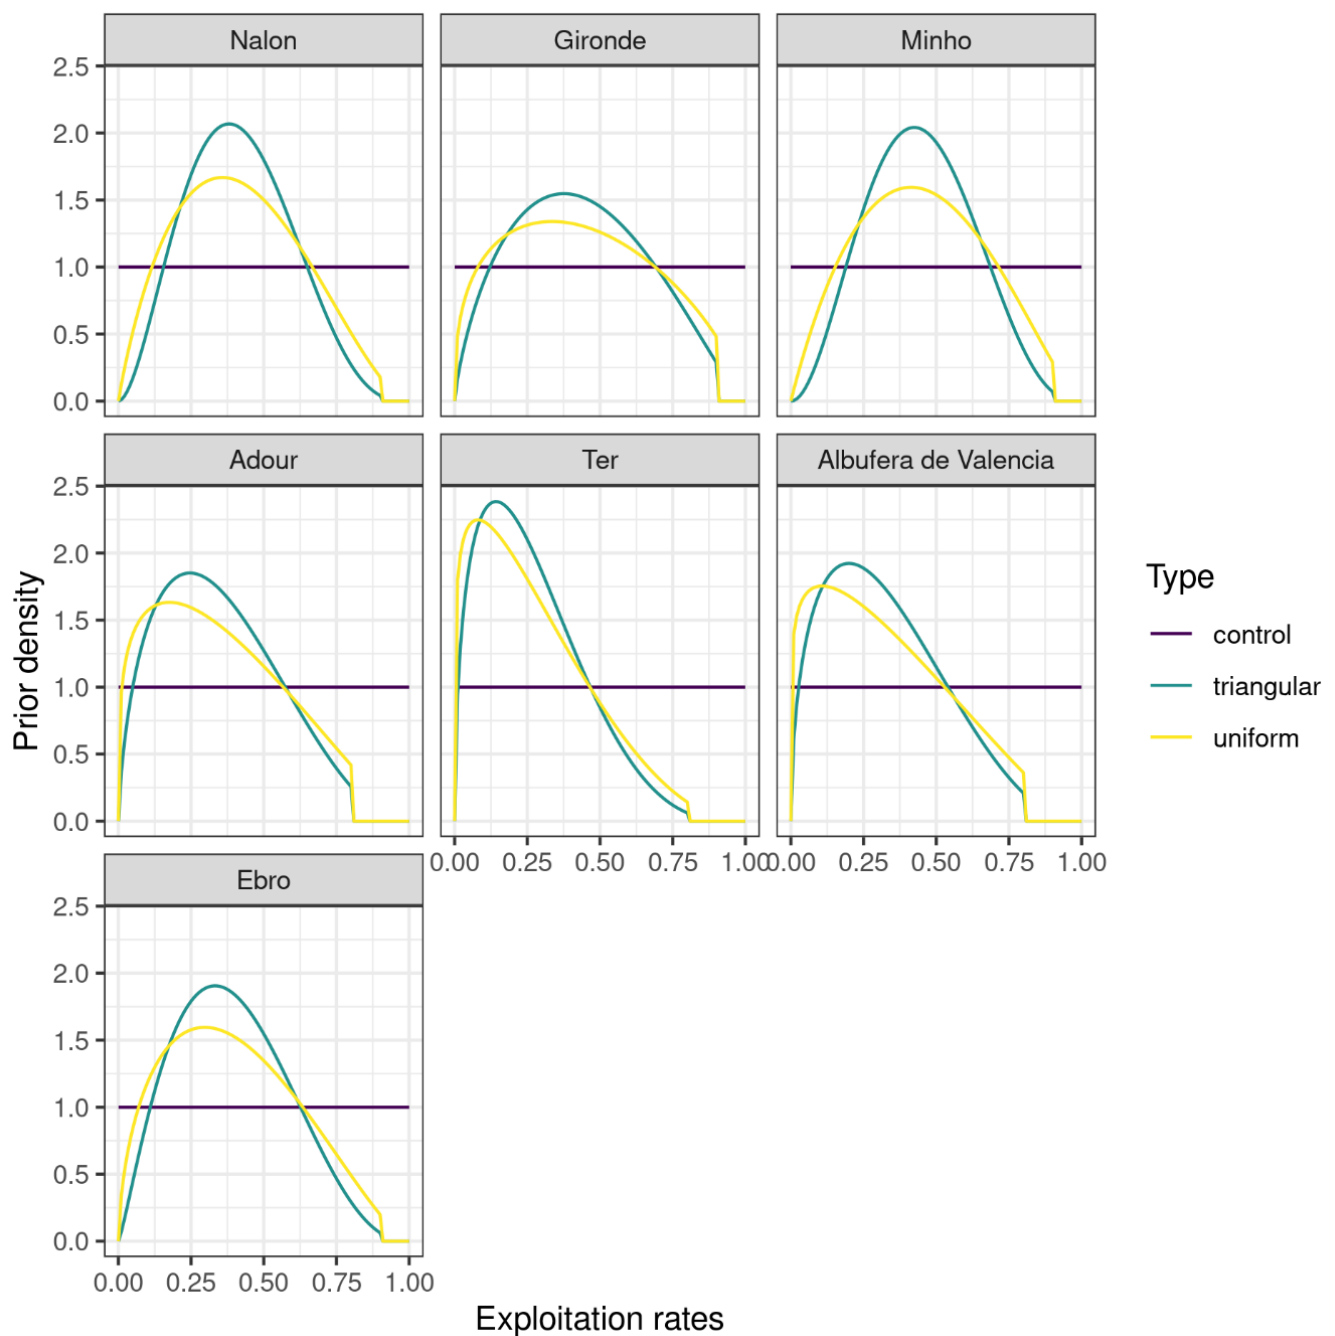 Nalon Gironde Minho
2.5
2.0
1.5
1.0
0.5
0.0
Adour Ter Albufera de Valencia
2.5
2.0
1.5
1.0
0.5
0.0
0.00 0.25 0.50 0.75 1.00 0.00 0.25 0.50 0.75 1.00
Ebro
2.5
2.0
1.5
1.0
0.5
0.0
0.00 0.25 0.50 0.75 1.00
Exploitation rates
Prior density
Type
control
triangular
uniform